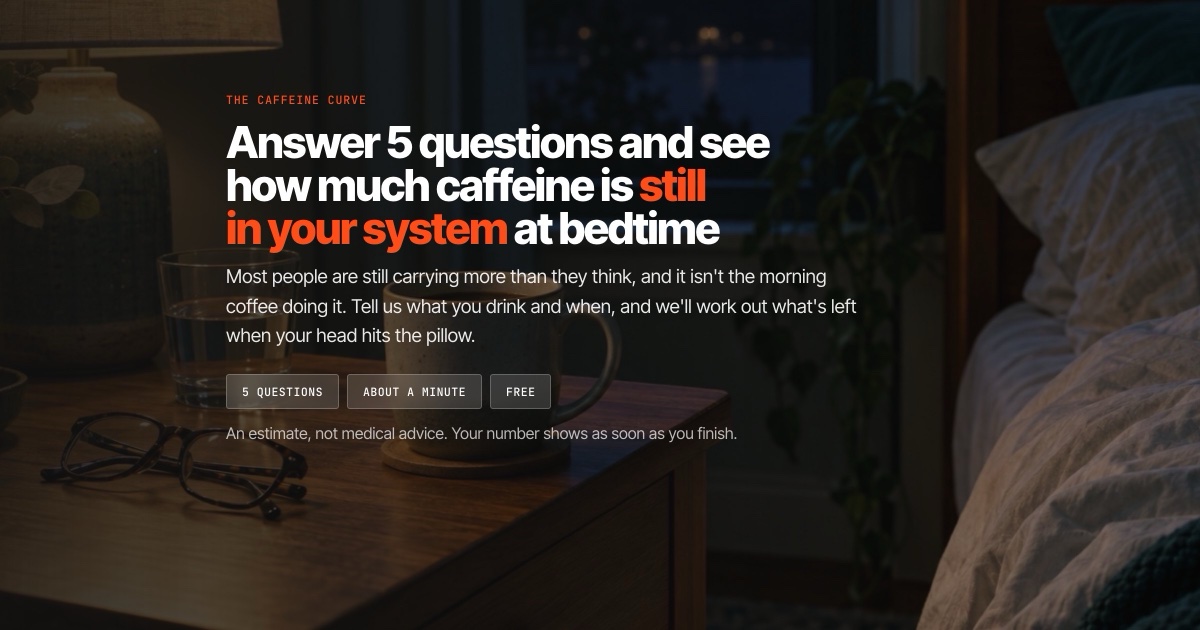 THE CAFFEINE CURVE
Answer 5 questions and see
how much caffeine is still
in your system at bedtime
Most people are still carrying more than they think, and it isn't the morning
coffee doing it. Tell us what you drink and when, and we'll work out what's left
when your head hits the pillow.
5 QUESTIONS
ABOUT A MINUTE
FREE
An estimate, not medical advice. Your number shows as soon as you finish.